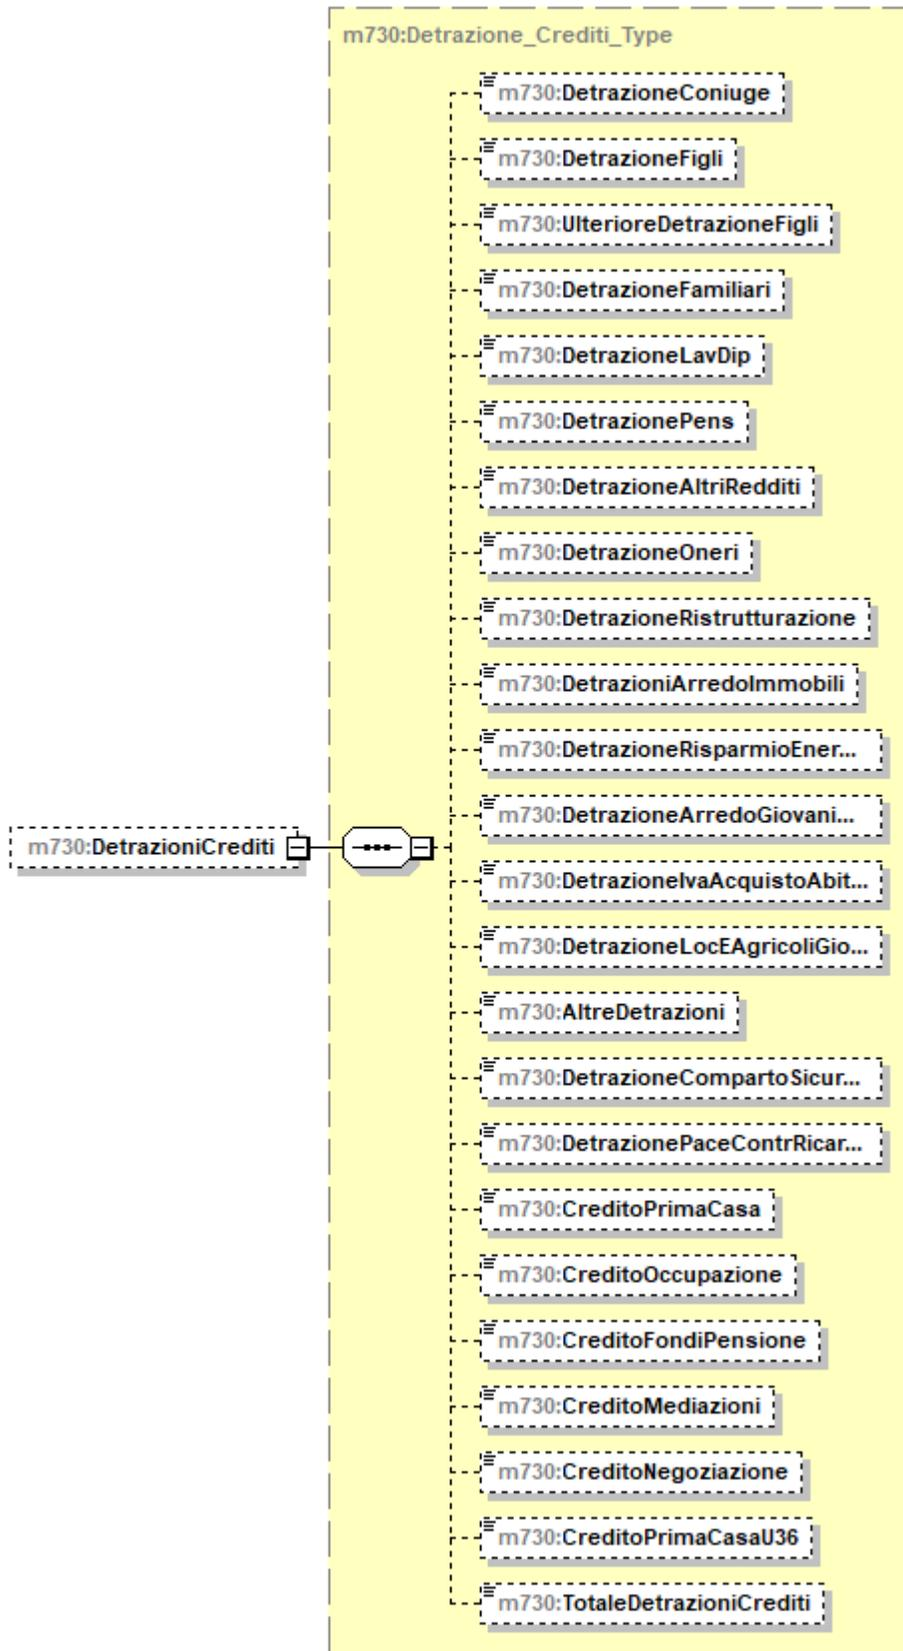 m730:Detrazione_Crediti_Type
m730:DetrazioneConiuge
m730:DetrazioneFigli
m730:UlterioreDetrazioneFigli
m730:DetrazioneFamiliari
m730:DetrazioneLavDip
m730:DetrazionePens
m730:DetrazioneAltriRedditi
m730:DetrazioneOneri
m730:DetrazioneRistrutturazione
m730:DetrazioniArredoImmobili
m730:DetrazioneRisparmioEner...
m730:DetrazioneArredoGiovani...
m730:DetrazioniCrediti
m730:DetrazioneIvaAcquistoAbit...
m730:DetrazioneLocEAgricoliGio...
m730:AltreDetrazioni
m730:DetrazioneCompartoSicur...
m730:DetrazionePaceContrRicar...
m730:CreditoPrimaCasa
m730:CreditoOccupazione
m730:CreditoFondiPensione
m730:CreditoMediazioni
m730:CreditoNegoziazione
m730:CreditoPrimaCasaU36
m730:TotaleDetrazioniCrediti